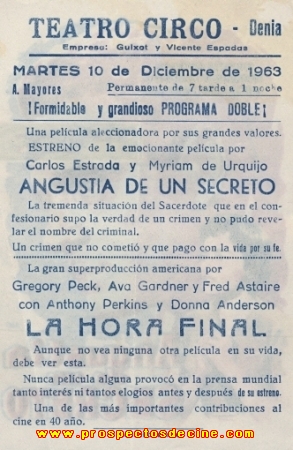 TEATRO CIRCO - Denia
Empresa: Guixot y Vicente Espadas
MARTES 10 de Diciembre de 1963
A. Mayores Permanente de 7 tarde a 1 noche
¡Formidable y grandioso PROGRAMA DOBLE¡
Una película aleccionadora por sus grandes valores.
ESTRENO de la emocionante película por
Carlos Estrada y Myriam de Urquijo
ANGUSTIA DE UN SECRETO
La tremenda situación del Sacerdote que en el con-
fesionario supo la verdad de un crimen y no pudo reve-
lar el nombre del criminal.
Un crimen que no cometió y que pago con la vida por su fe.
La gran superproducción americana por
Gregory Peck, Ava Gardner y Fred Astaire
con Anthony Perkins y Donna Anderson
LA HORA FINAL
Aunque no vea ninguna otra película en su vida,
debe ver esta.
Nunca película alguna provocó en la prensa mundial
tanto interés ni tantos elogios antes y después de su estreno.
Una de las más importantes contribuciones al
cine en 40 año.
www.prospectosdecine.com